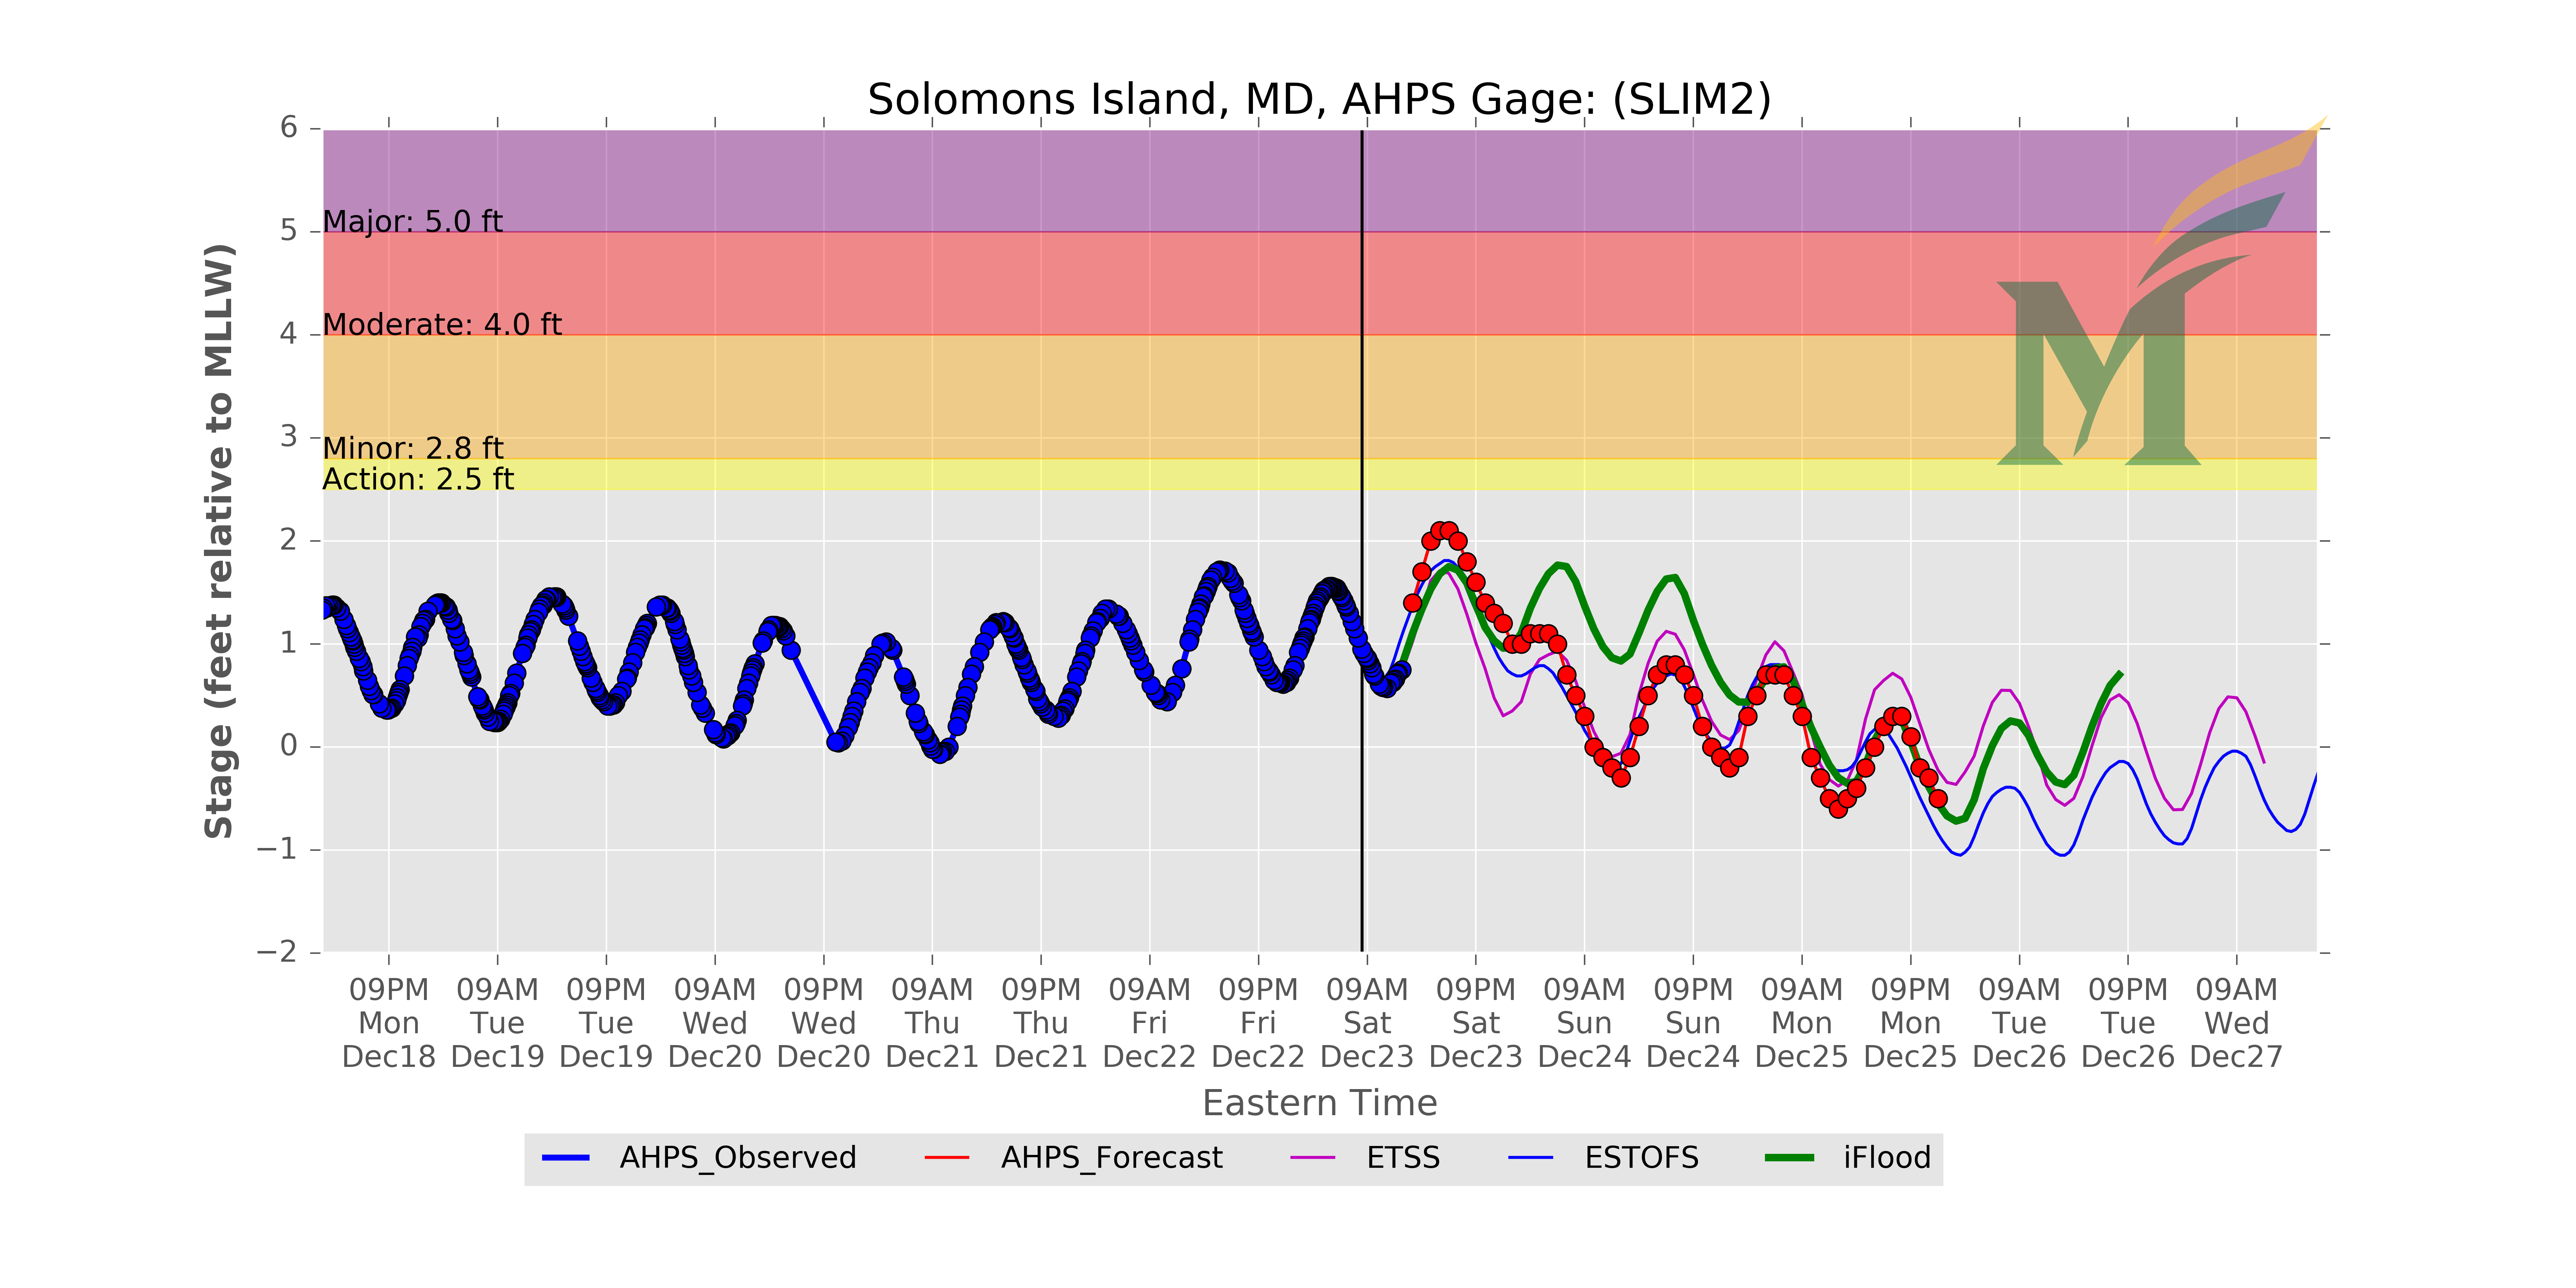 Solomons Island, MD, AHPS Gage: (SLIM2)
Stage (feet relative to MLLW)
6
5
4
3
2
1
0
−1
−2
Major: 5.0 ft
Moderate: 4.0 ft
Minor: 2.8 ft
Action: 2.5 ft
M
09PM 09AM 09PM 09AM 09PM 09AM 09PM 09AM 09PM 09AM 09PM 09AM 09PM 09AM 09PM 09AM 09PM 09AM
Mon Tue Tue Wed Wed Thu Thu Fri Fri Sat Sat Sun Sun Mon Mon Tue Tue Wed
Dec18 Dec19 Dec19 Dec20 Dec20 Dec21 Dec21 Dec22 Dec22 Dec23 Dec23 Dec24 Dec24 Dec25 Dec25 Dec26 Dec26 Dec27
Eastern Time
AHPS_Observed AHPS_Forecast ETSS ESTOFS iFlood